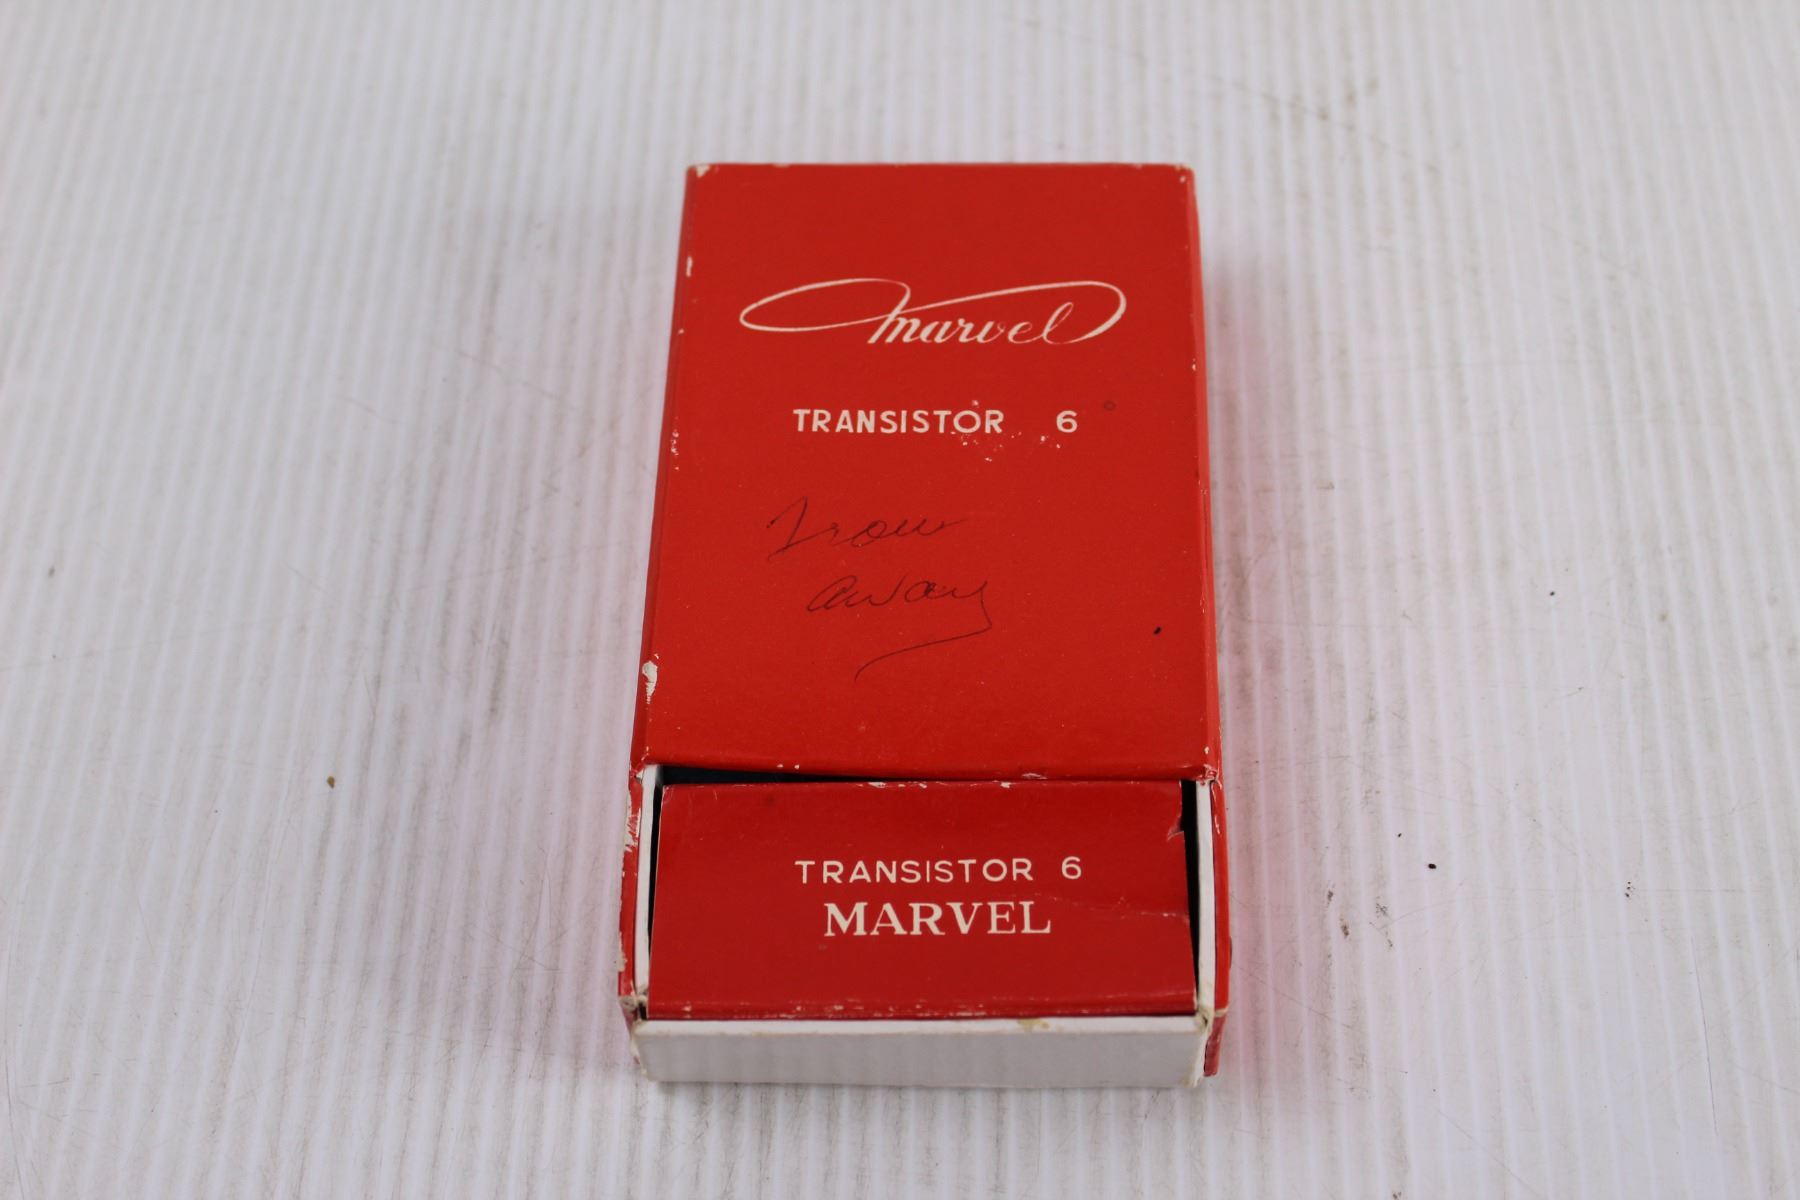 marvel
TRANSISTOR 6
Trow
away
TRANSISTOR 6
MARVEL